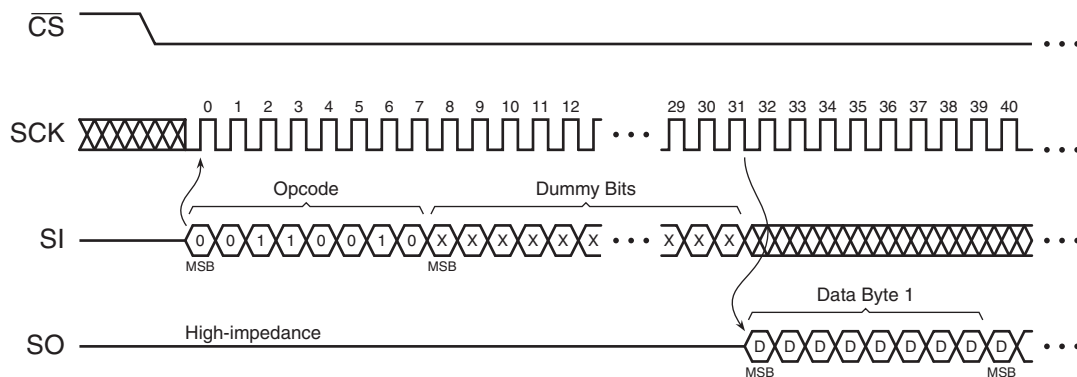 CS
• • •
0 1 2 3 4 5 6 7 8 9 10 11 12 29 30 31 32 33 34 35 36 37 38 39 40
SCK • • • • • •
Opcode Dummy Bits
SI 0 0 1 1 0 0 1 0 X X X X X X • • • X X X • • •
MSB MSB
Data Byte 1
High-impedance
SO D D D D D D D D D • • •
MSB MSB